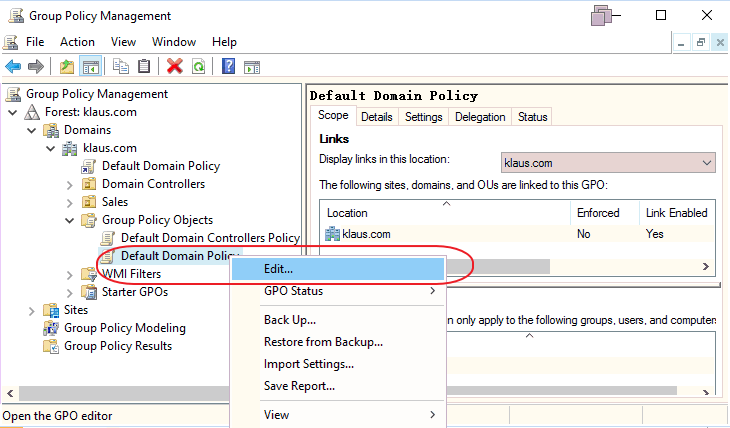 Group Policy Management
File Action View Window Help
Group Policy Management
Forest: klaus.com
Domains
klaus.com
Default Domain Policy
Domain Controllers
Sales
Group Policy Objects
Default Domain Controllers Policy
Default Domain Policy
WMI Filters
Starter GPOs
Sites
Group Policy Modeling
Group Policy Results
Default Domain Policy
Scope Details Settings Delegation Status
Links
Display links in this location: klaus.com
The following sites, domains, and OUs are linked to this GPO:
Location Enforced Link Enabled
klaus.com No Yes
n only apply to the following groups, users, and computers
Edit...
GPO Status
Back Up...
Restore from Backup...
Import Settings...
Save Report...
View
Open the GPO editor